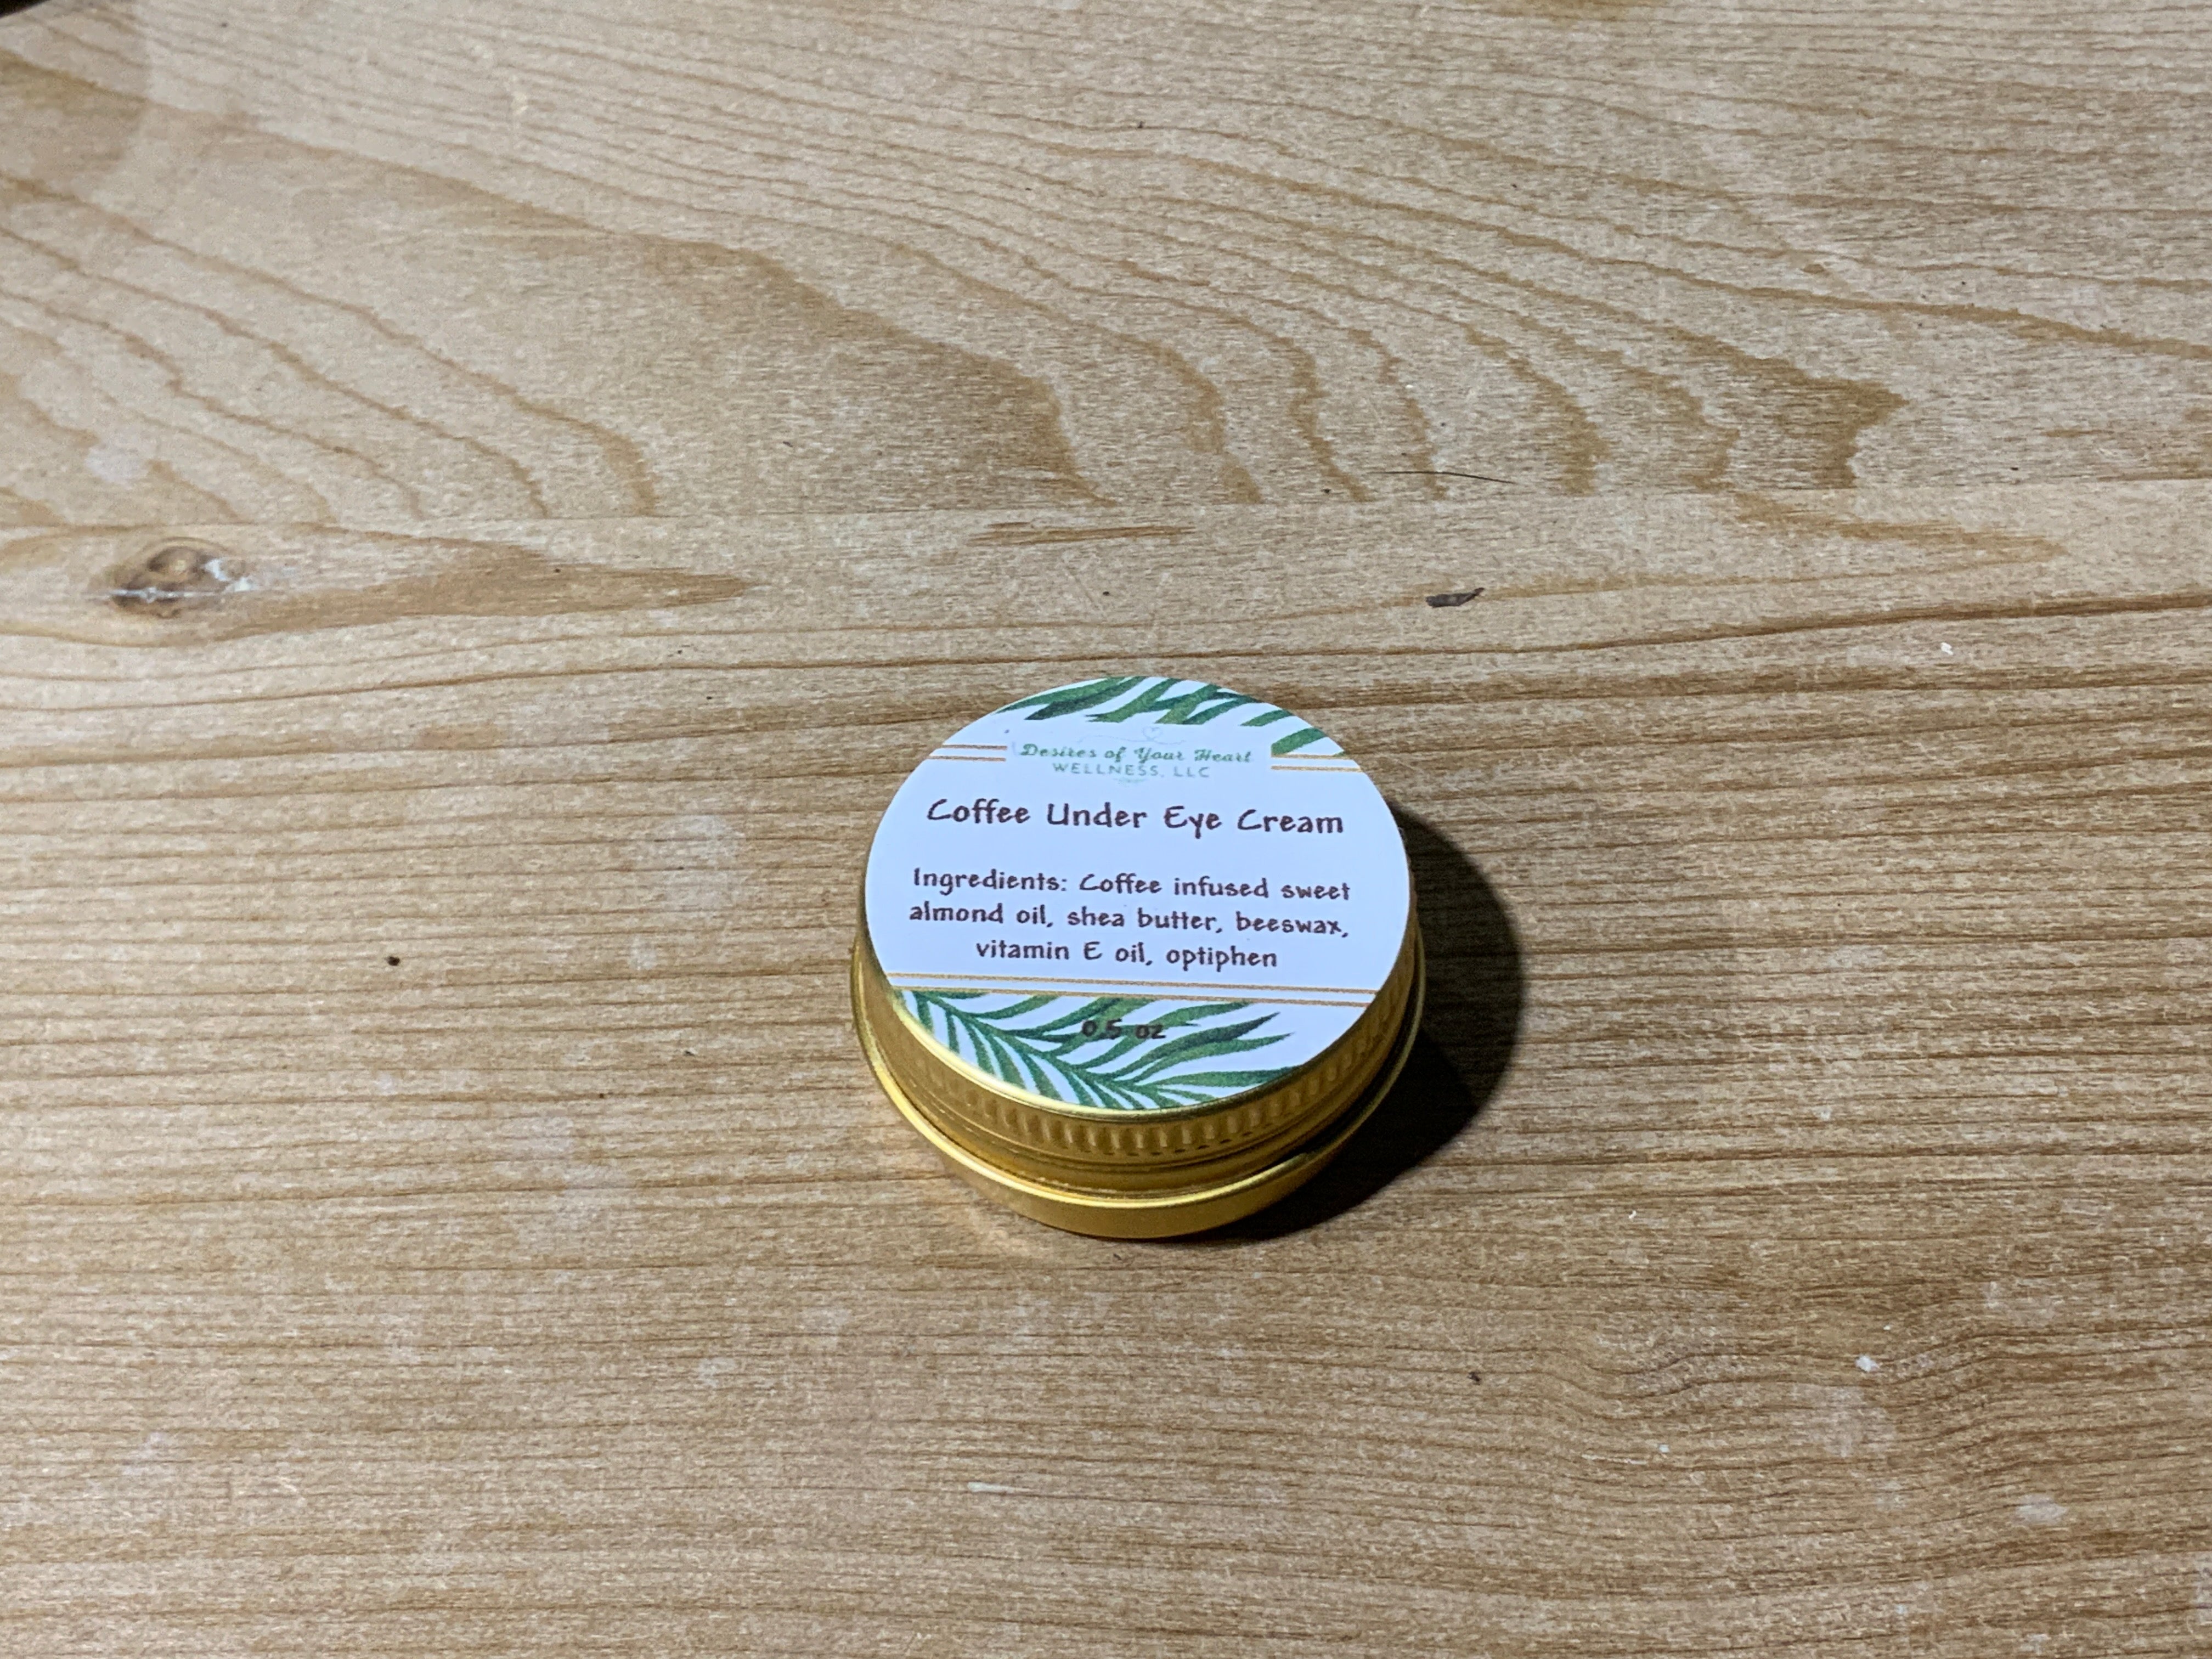 Desires of Your Heart
WELLNESS, LLC
Coffee Under Eye Cream
Ingredients: Coffee infused sweet
almond oil, shea butter, beeswax,
vitamin E oil, optiphen
0.5 oz